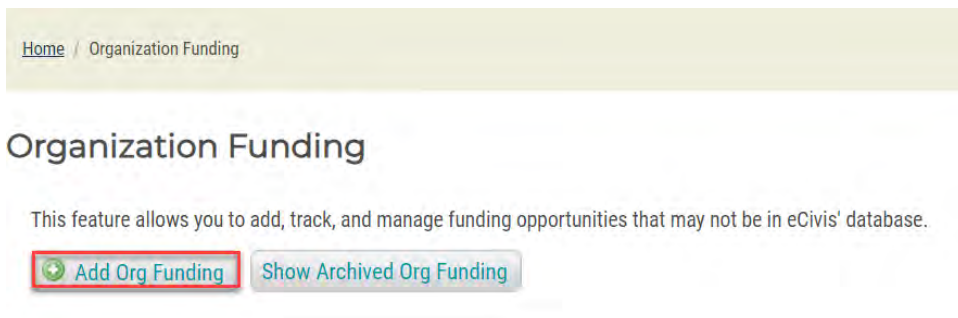 Home / Organization Funding
Organization Funding
This feature allows you to add, track, and manage funding opportunities that may not be in eCivis' database.
Add Org Funding Show Archived Org Funding